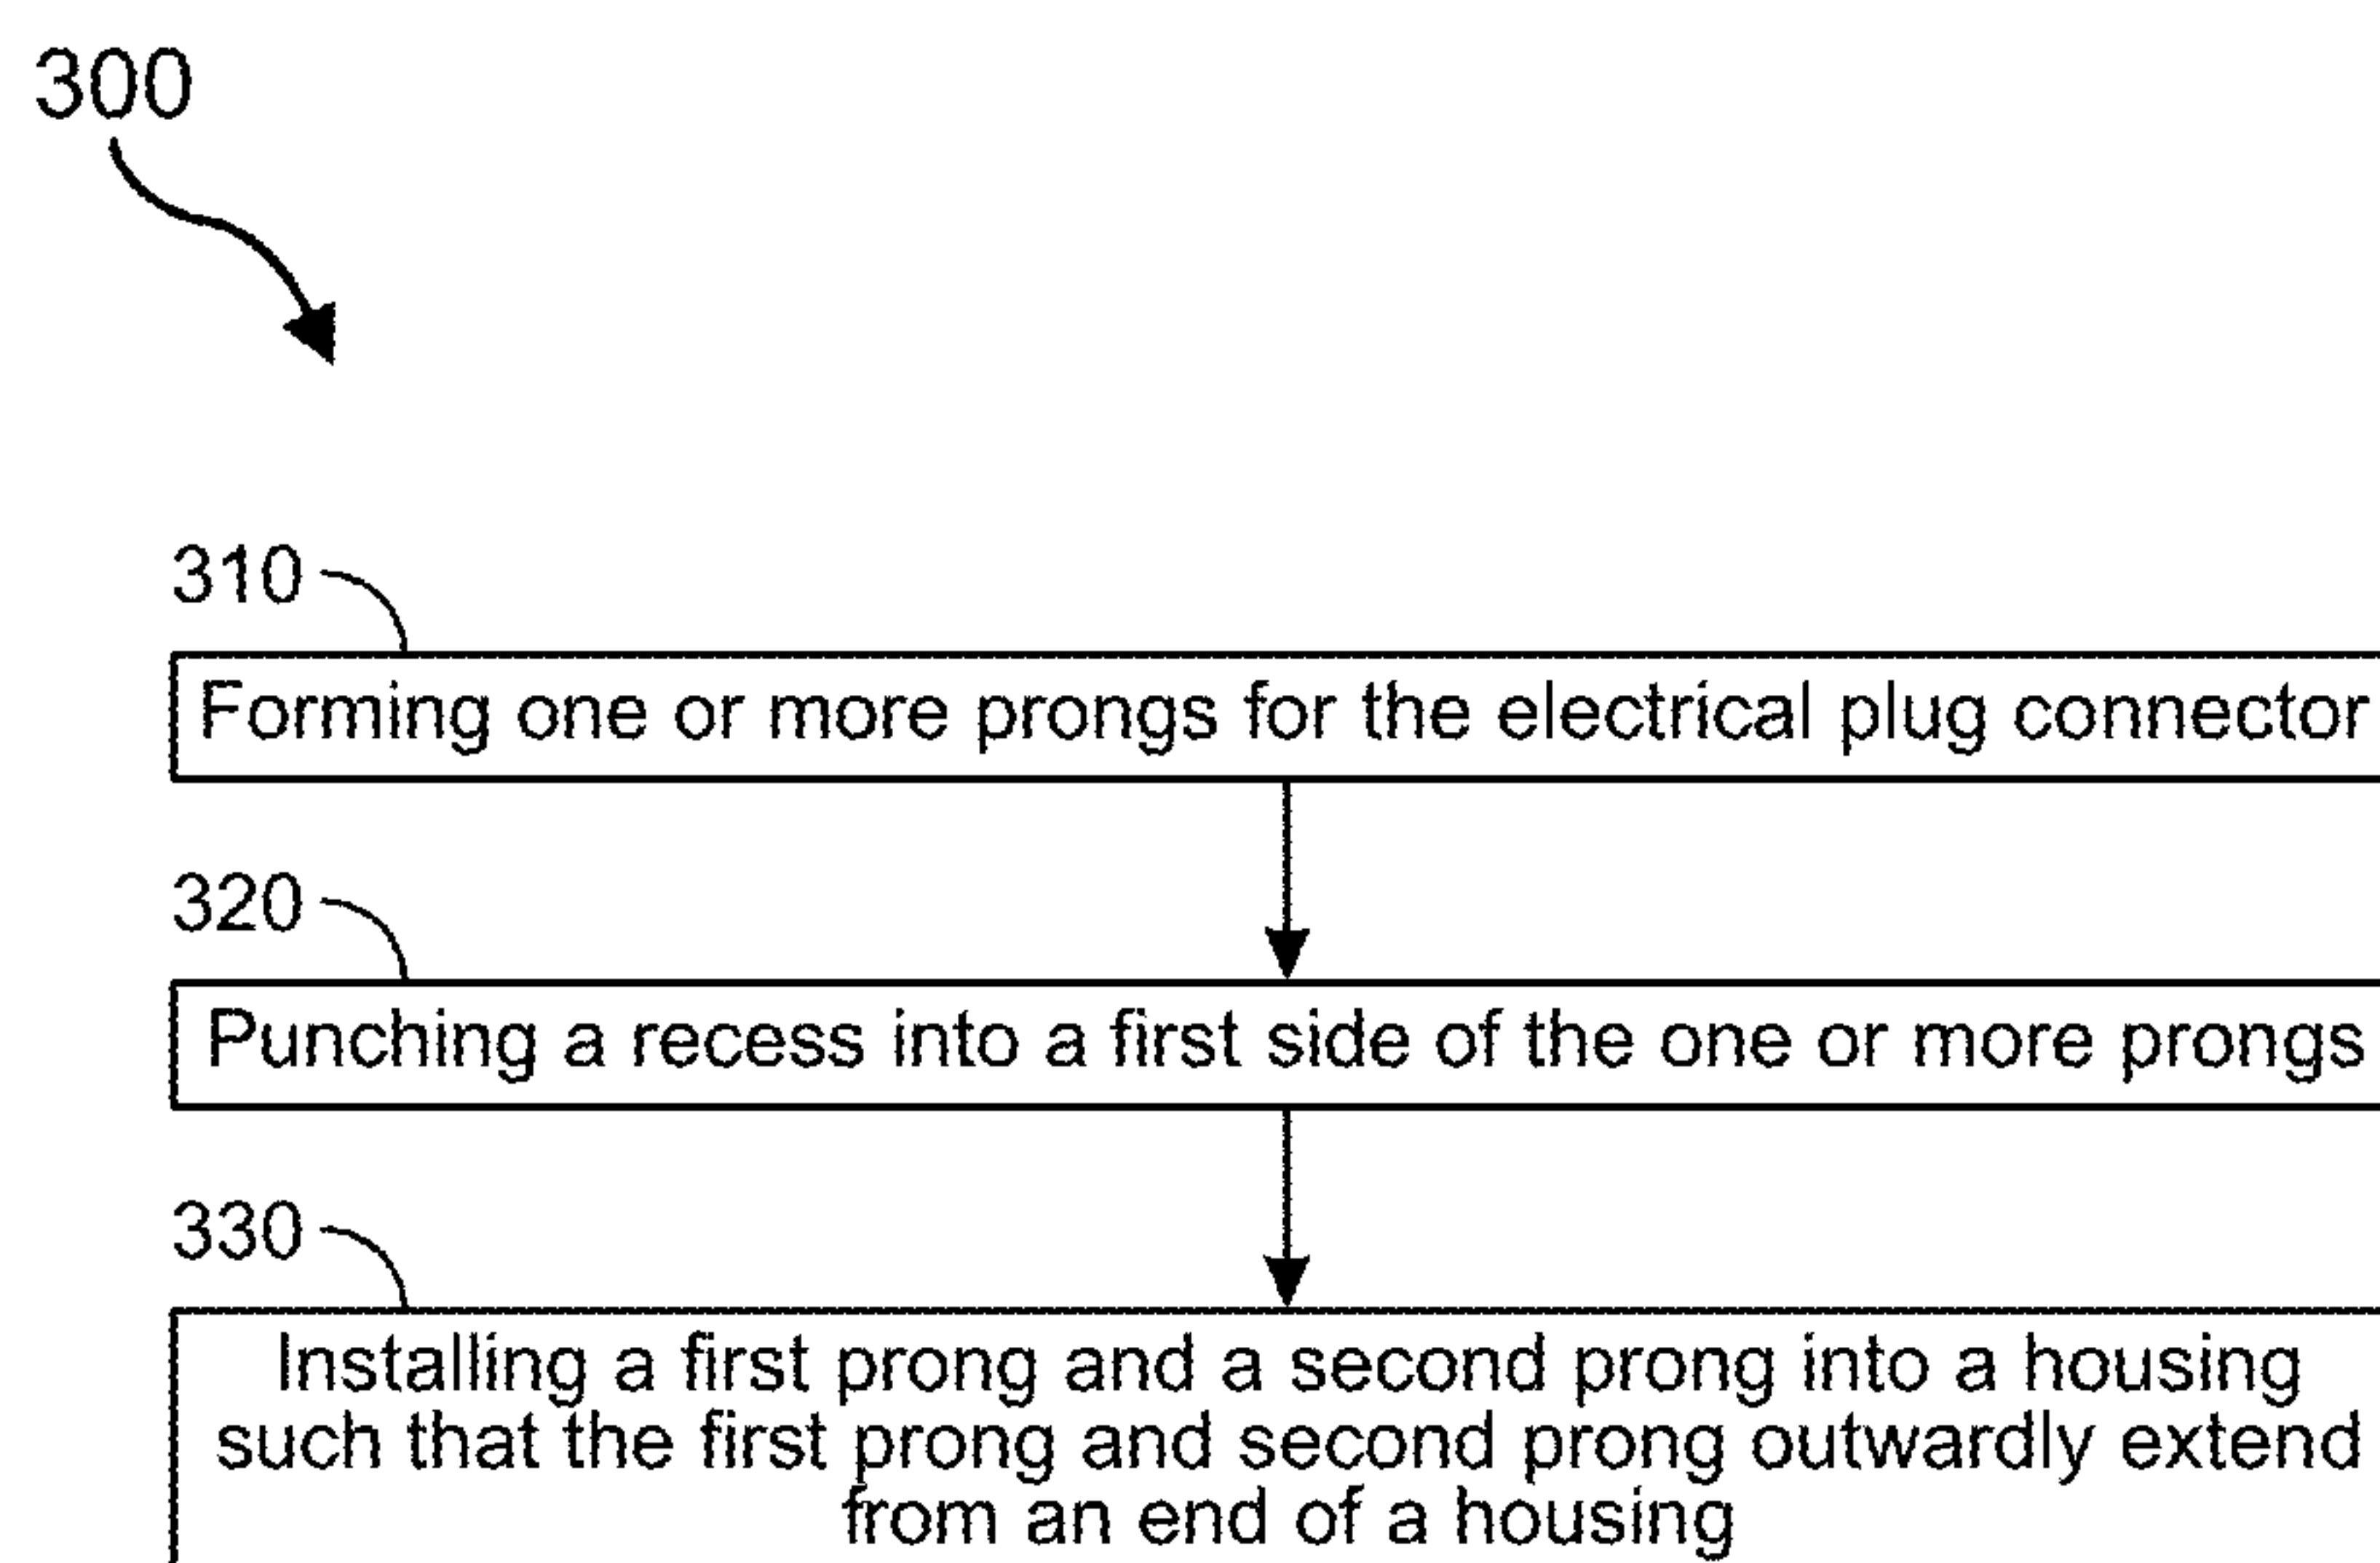 300
310
Forming one or more prongs for the electrical plug connector
320
Punching a recess into a first side of the one or more prongs
330
Installing a first prong and a second prong into a housing
such that the first prong and second prong outwardly extend
from an end of a housing